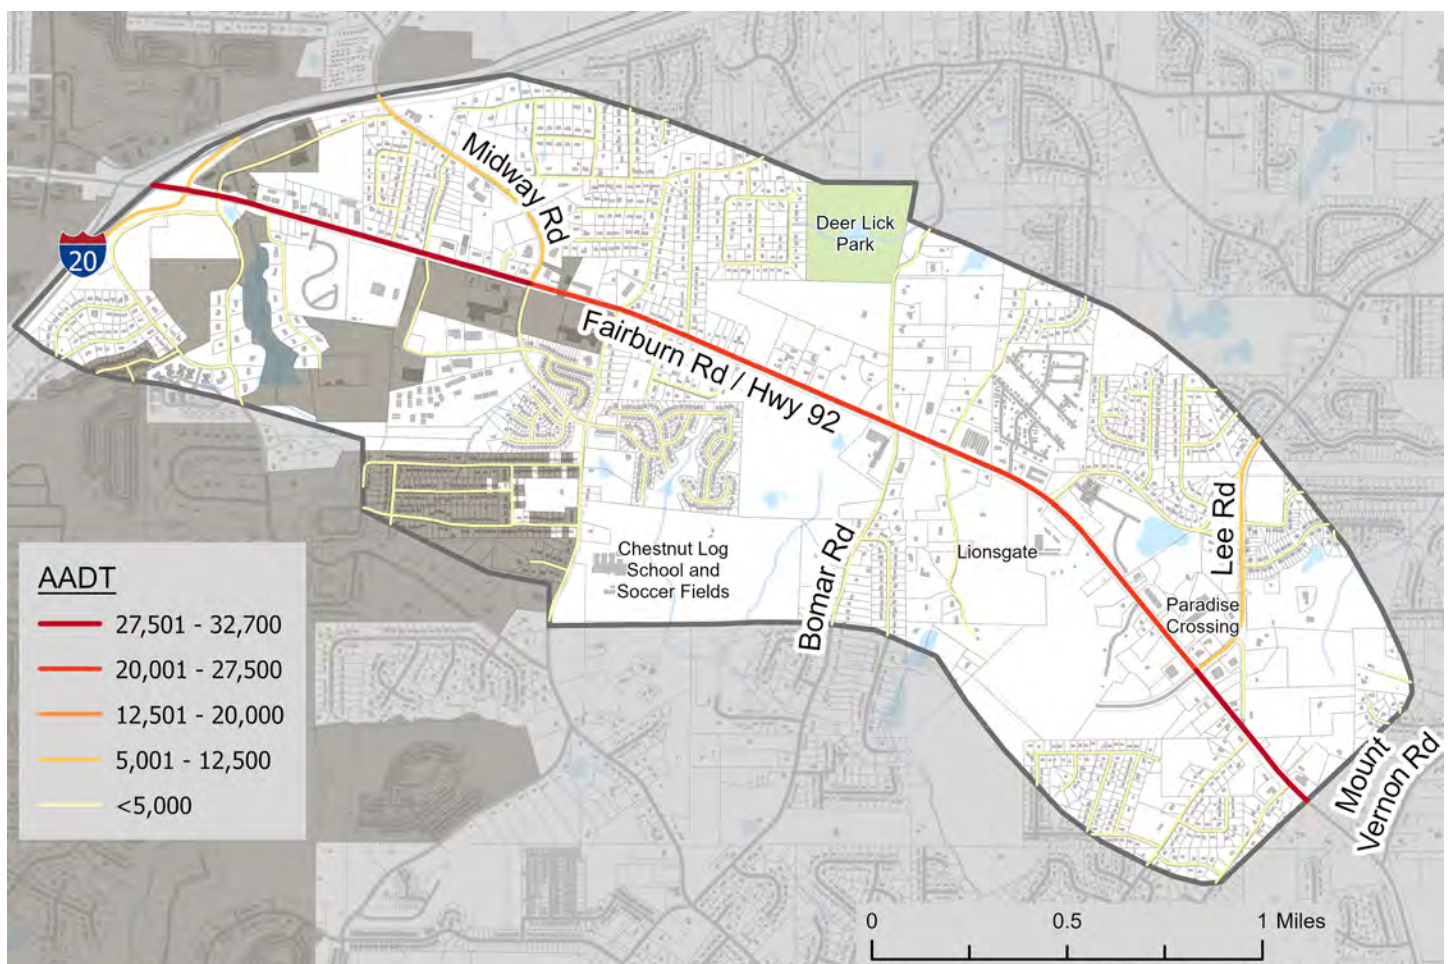 Midway Rd
Deer Lick
Park
20
Fairburn Rd / Hwy 92
Lee Rd
Bomar Rd
Chestnut Log
School and
Soccer Fields
Lionsgate
Paradise
Crossing
Mount
Vernon Rd
AADT
27,501 - 32,700
20,001 - 27,500
12,501 - 20,000
5,001 - 12,500
<5,000
0 0.5 1 Miles